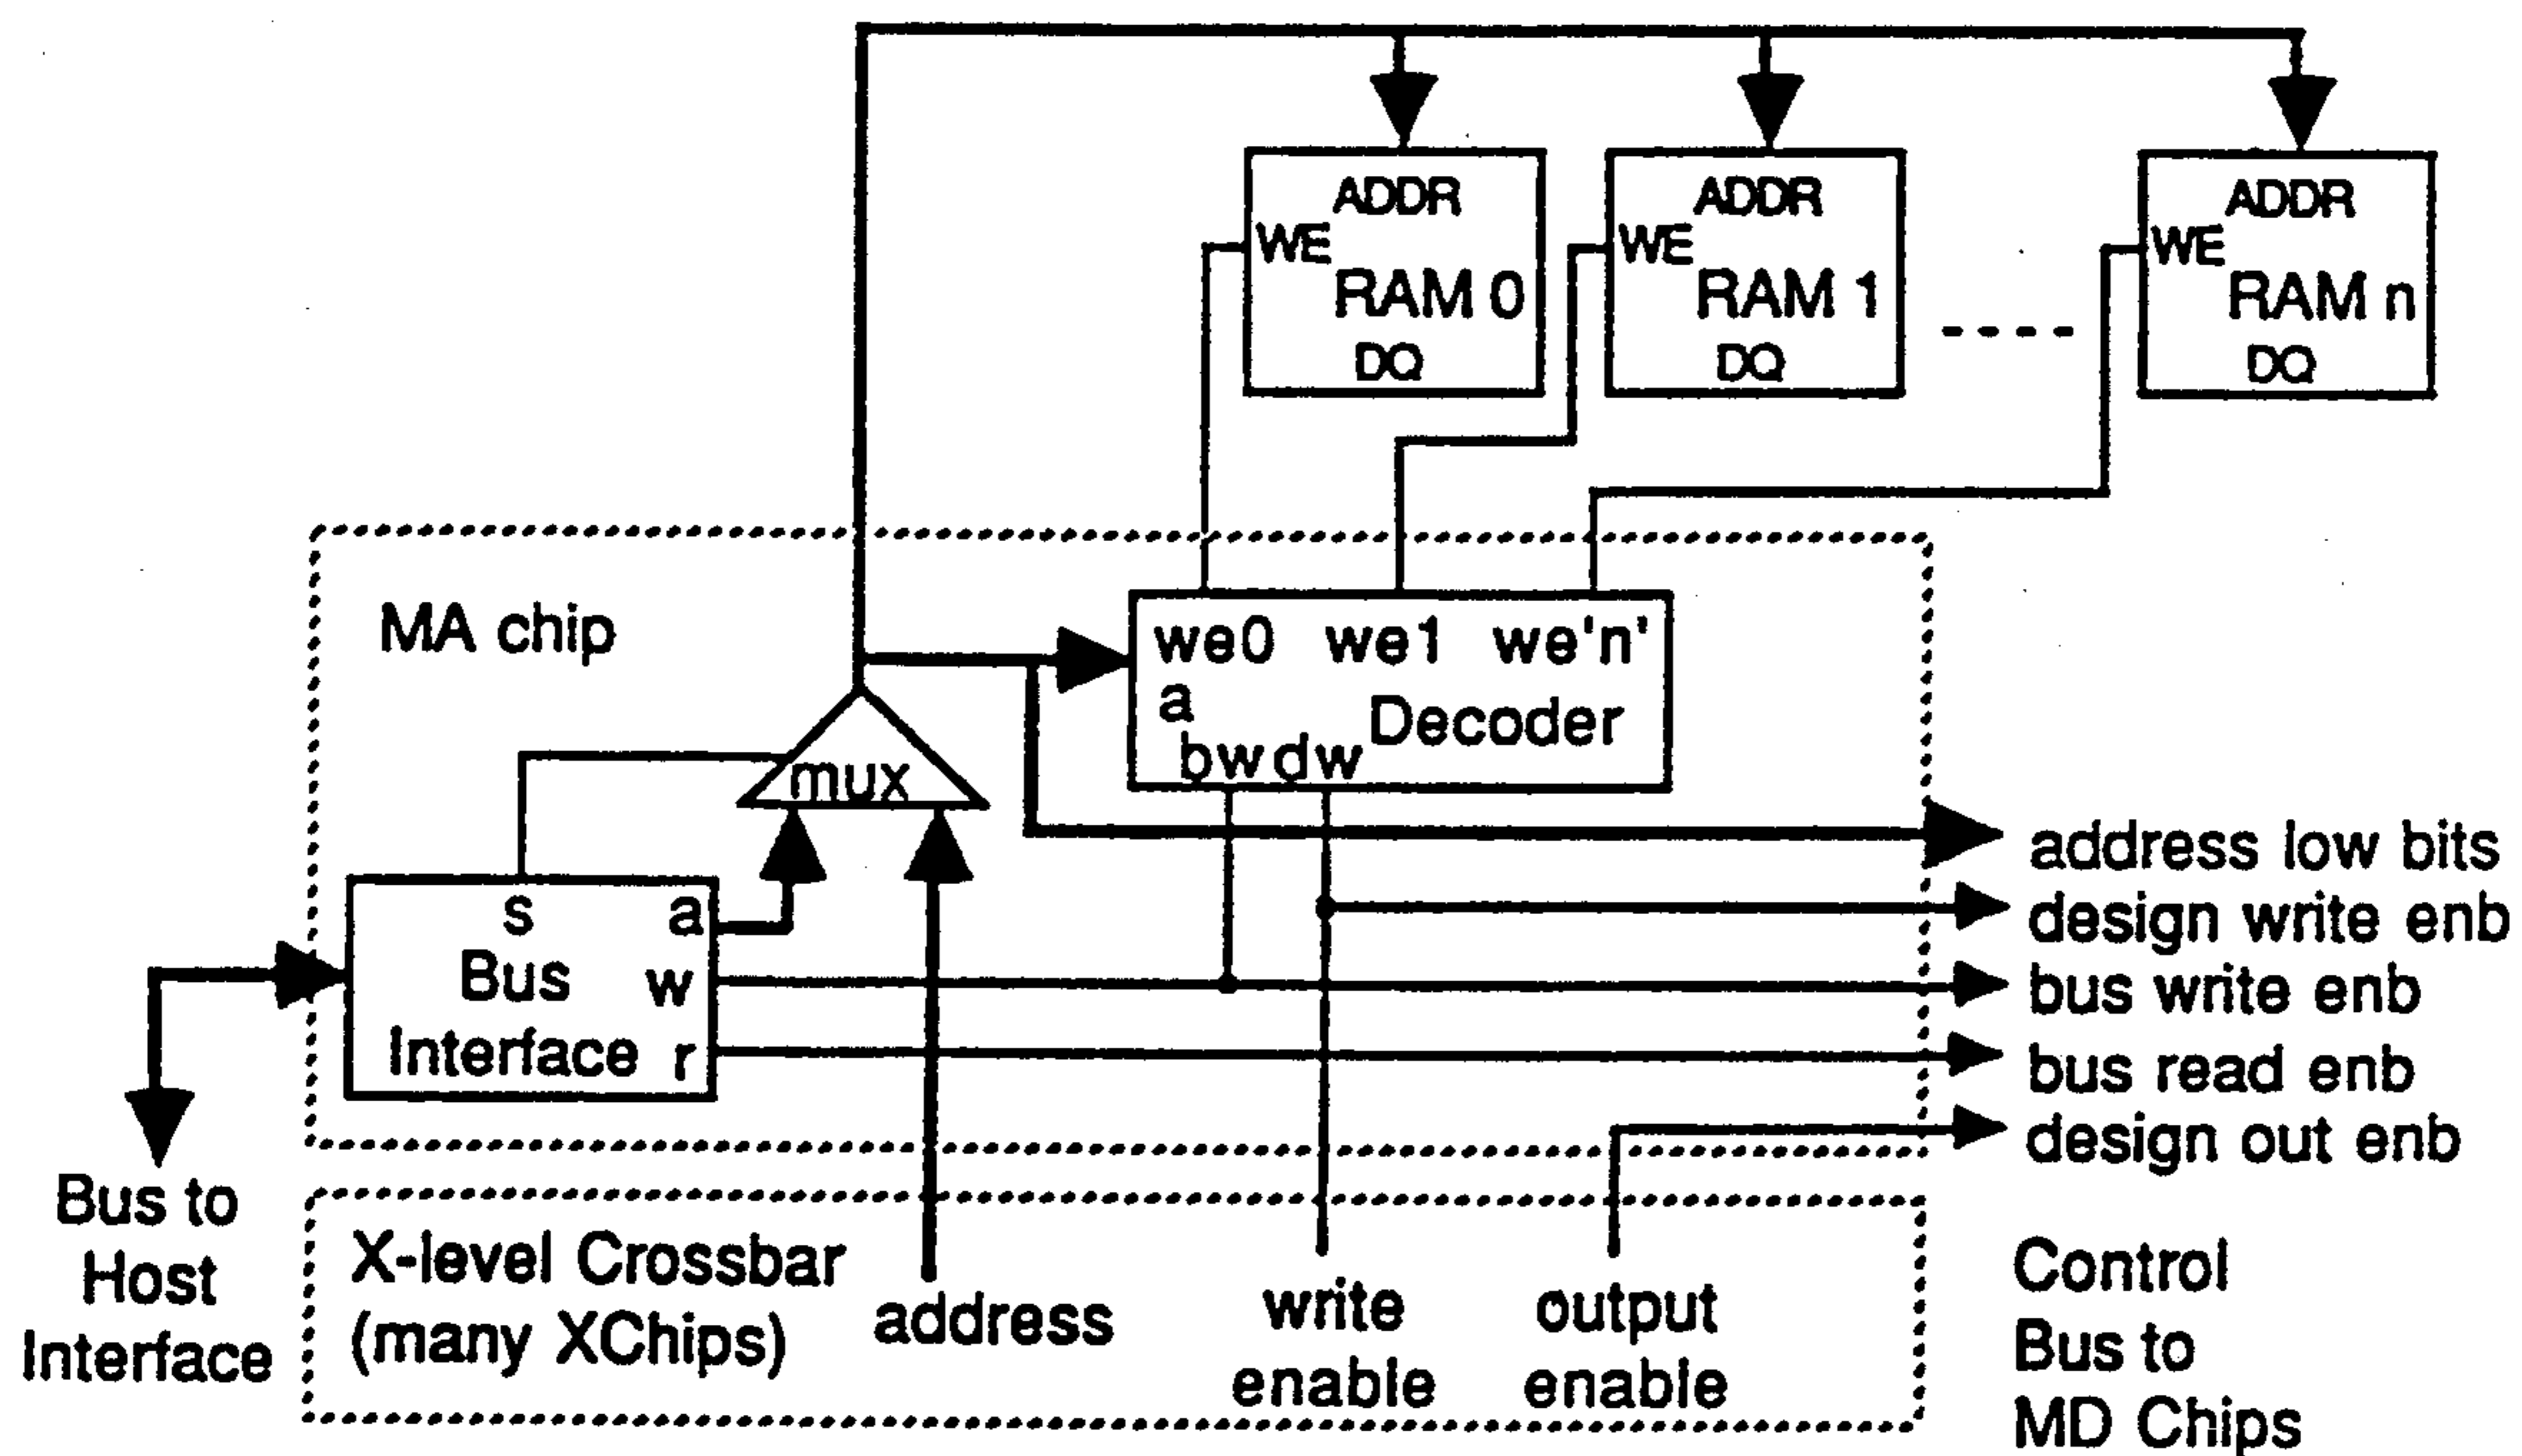 ADDR
WE
RAM 0
DQ
ADDR
WE
RAM 1
DQ
ADDR
WE
RAM n
DQ
MA chip
we0 we1 we'n'
a
Decoder
bw dw
mux
s a
Bus w
Interface r
address low bits
design write enb
bus write enb
bus read enb
design out enb
Bus to
Host
Interface
X-level Crossbar
(many XChips)
address
write
enable
output
enable
Control
Bus to
MD Chips